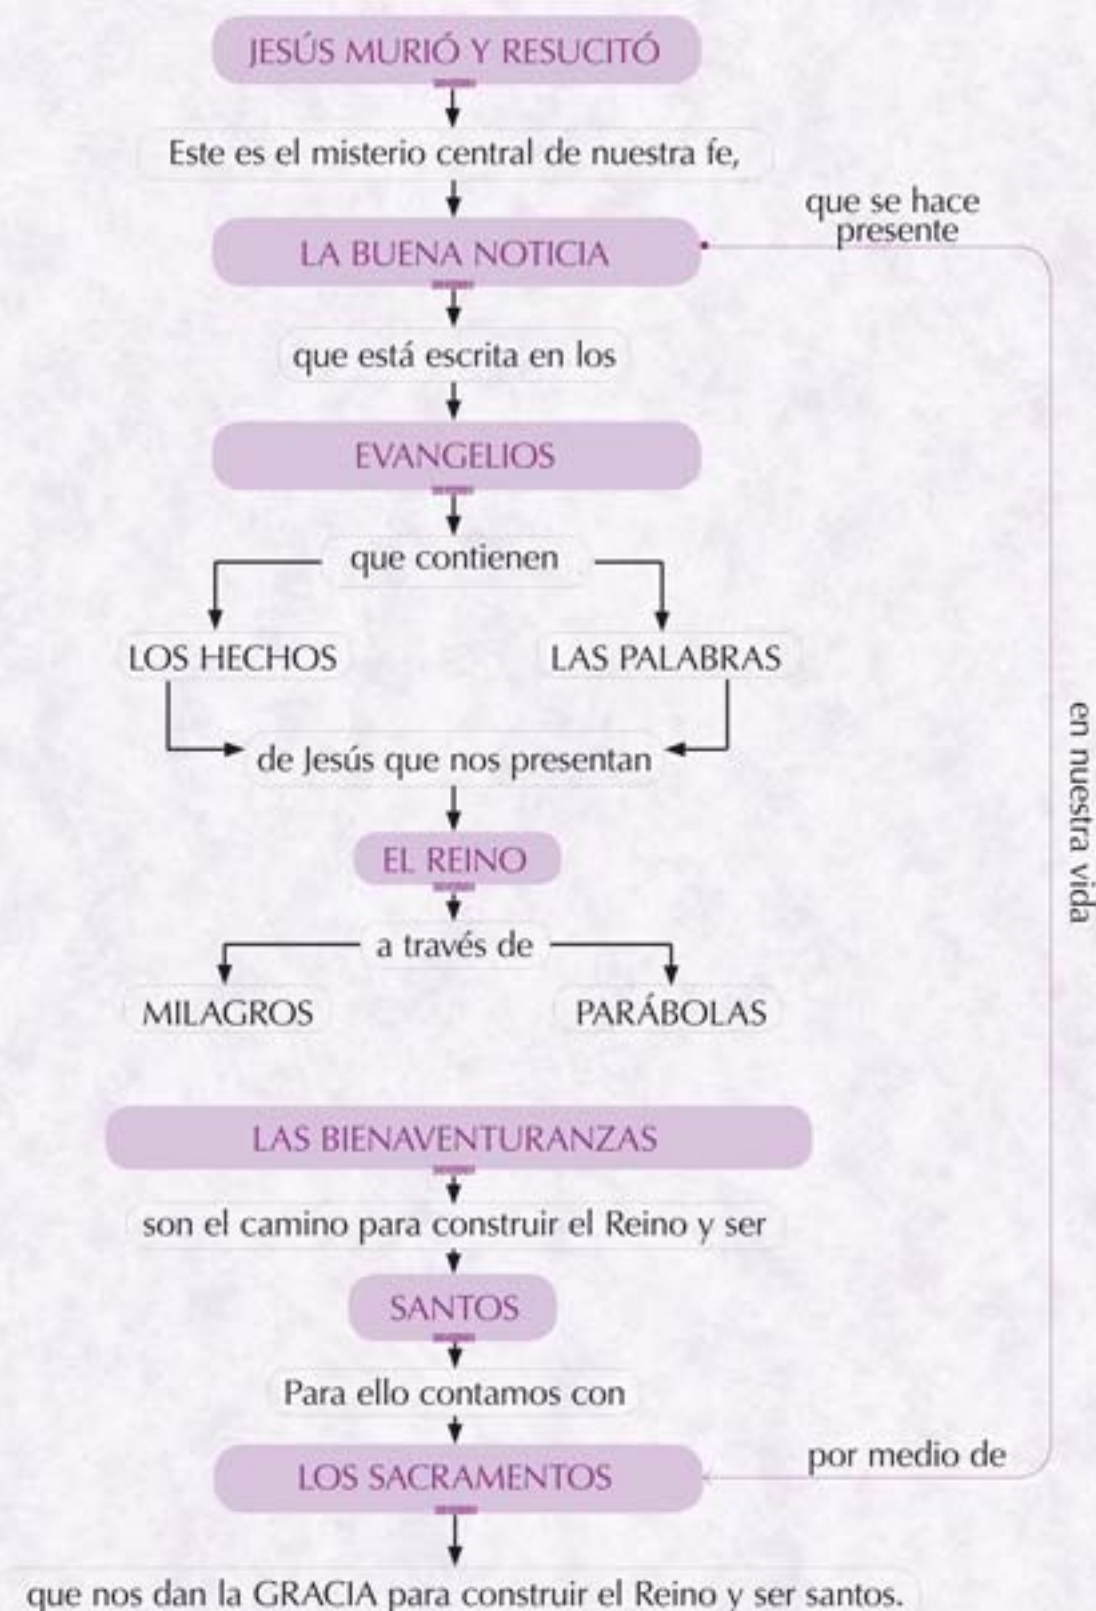 JESÚS MURIÓ Y RESUCITÓ
Este es el misterio central de nuestra fe,
que se hace
presente
LA BUENA NOTICIA
que está escrita en los
EVANGELIOS
que contienen
LOS HECHOS
LAS PALABRAS
de Jesús que nos presentan
en nuestra vida
EL REINO
a través de
MILAGROS
PARÁBOLAS
LAS BIENAVENTURANZAS
son el camino para construir el Reino y ser
SANTOS
Para ello contamos con
por medio de
LOS SACRAMENTOS
que nos dan la GRACIA para construir el Reino y ser santos.